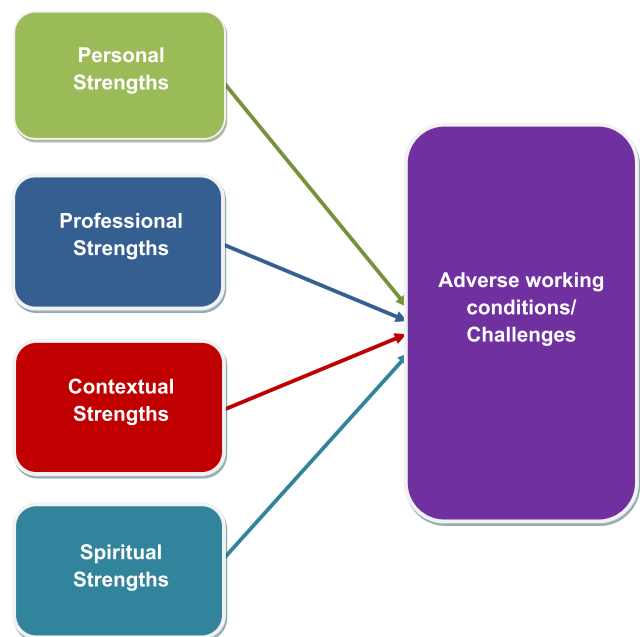 Personal
Strengths
Professional
Strengths
Contextual
Strengths
Spiritual
Strengths
Adverse working
conditions/
Challenges